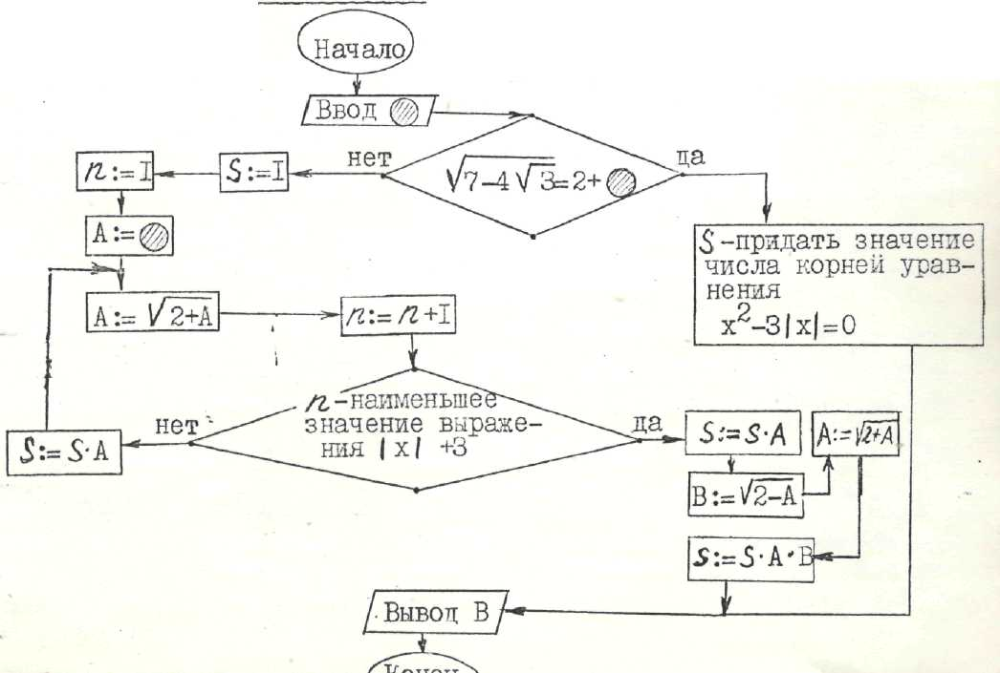 Начало
Ввод
нет
√7-4√3=2+
да
n:=I
S:=I
A:=
S-придать значение
числа корней урав-
нения
x²-3|x|=0
A:=√2+A
n:=n+I
n-наименьшее
значение выраже-
ния |x| +3
нет
да
S:=S·A
S:=S·A
A:=√2+A
B:=√2-A
S:=S·A·B
Вывод В
Конец